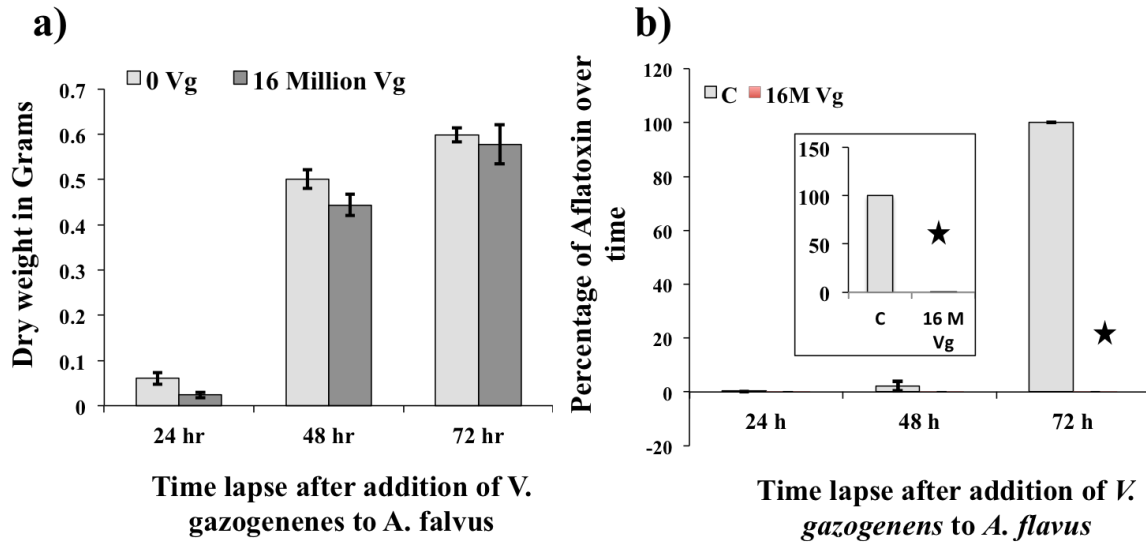 a)
0 Vg 16 Million Vg
Dry weight in Grams
0.7
0.6
0.5
0.4
0.3
0.2
0.1
0
24 hr 48 hr 72 hr
Time lapse after addition of V.
gazogenenes to A. falvus
b)
C 16M Vg
Percentage of Aflatoxin over
time
120
100
80
60
40
20
0
-20
150
100
50
0
C 16 M
Vg
24 h 48 h 72 h
Time lapse after addition of V.
gazogenens to A. flavus